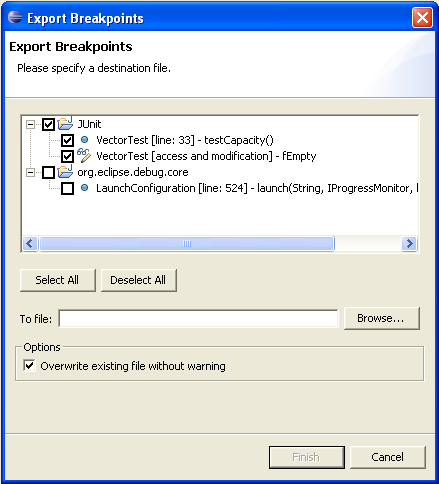 Export Breakpoints
Export Breakpoints
Please specify a destination file.
JUnit
VectorTest [line: 33] - testCapacity()
VectorTest [access and modification] - fEmpty
org.eclipse.debug.core
LaunchConfiguration [line: 524] - launch(String, IProgressMonitor,
Select All
Deselect All
To file:
Browse...
Options
Overwrite existing file without warning
Finish
Cancel